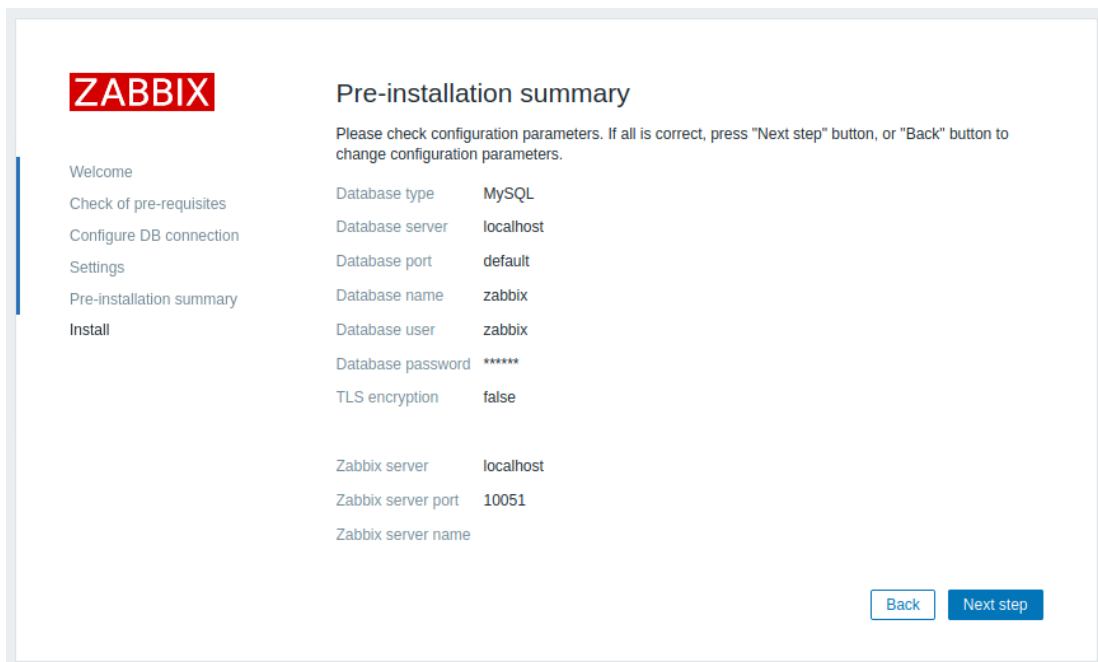 ZABBIX
Welcome
Check of pre-requisites
Configure DB connection
Settings
Pre-installation summary
Install
Pre-installation summary
Please check configuration parameters. If all is correct, press "Next step" button, or "Back" button to
change configuration parameters.
Database type MySQL
Database server localhost
Database port default
Database name zabbix
Database user zabbix
Database password ******
TLS encryption false
Zabbix server localhost
Zabbix server port 10051
Zabbix server name
Back Next step